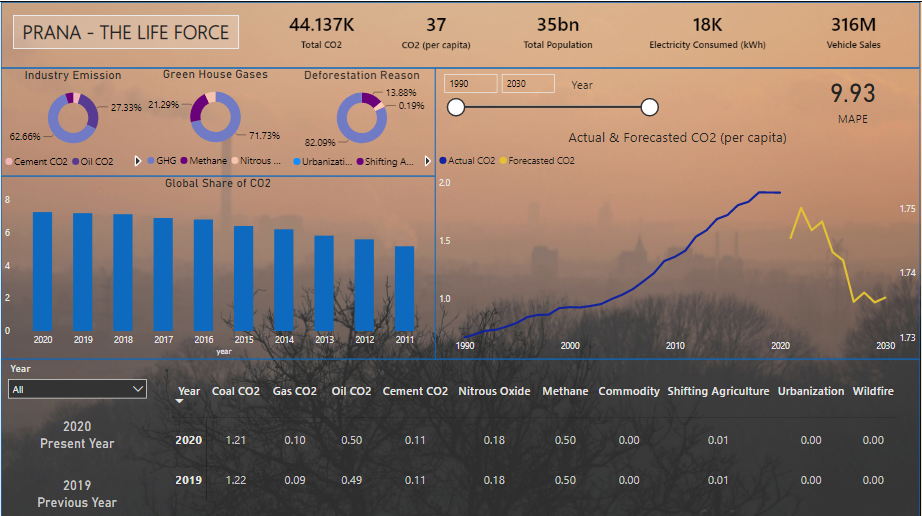 PRANA - THE LIFE FORCE
44.137K
Total CO2
37
CO2 (per capita)
35bn
Total Population
18K
Electricity Consumed (kWh)
316M
Vehicle Sales
Industry Emission
27.33%
62.66%
Cement CO2 Oil CO2
Green House Gases
21.29%
71.73%
GHG Methane Nitrous ...
Deforestation Reason
13.88%
0.19%
82.09%
Urbanizati... Shifting A...
1990 2030 Year
9.93
MAPE
Actual & Forecasted CO2 (per capita)
Actual CO2 Forecasted CO2
2.0
1.5
1.0
1.75
1.74
1.73
1990 2000 2010 2020 2030
Global Share of CO2
8
6
4
2
0
2020 2019 2018 2017 2016 2015 2014 2013 2012 2011
year
Year
All
2020
Present Year
2019
Previous Year
Year Coal CO2 Gas CO2 Oil CO2 Cement CO2 Nitrous Oxide Methane Commodity Shifting Agriculture Urbanization Wildfire
2020 1.21 0.10 0.50 0.11 0.18 0.50 0.00 0.01 0.00 0.00
2019 1.22 0.09 0.49 0.11 0.18 0.50 0.00 0.01 0.00 0.00